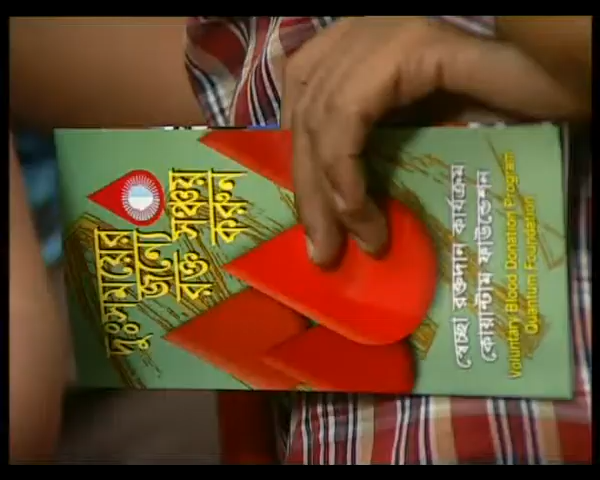 দুঃসময়ের
জন্যে সঞ্চয়
রক্ত করুন
স্বেচ্ছা রক্তদান কার্যক্রম
কোয়ান্টাম ফাউন্ডেশন
Voluntary Blood Donation Program
Quantum Foundation